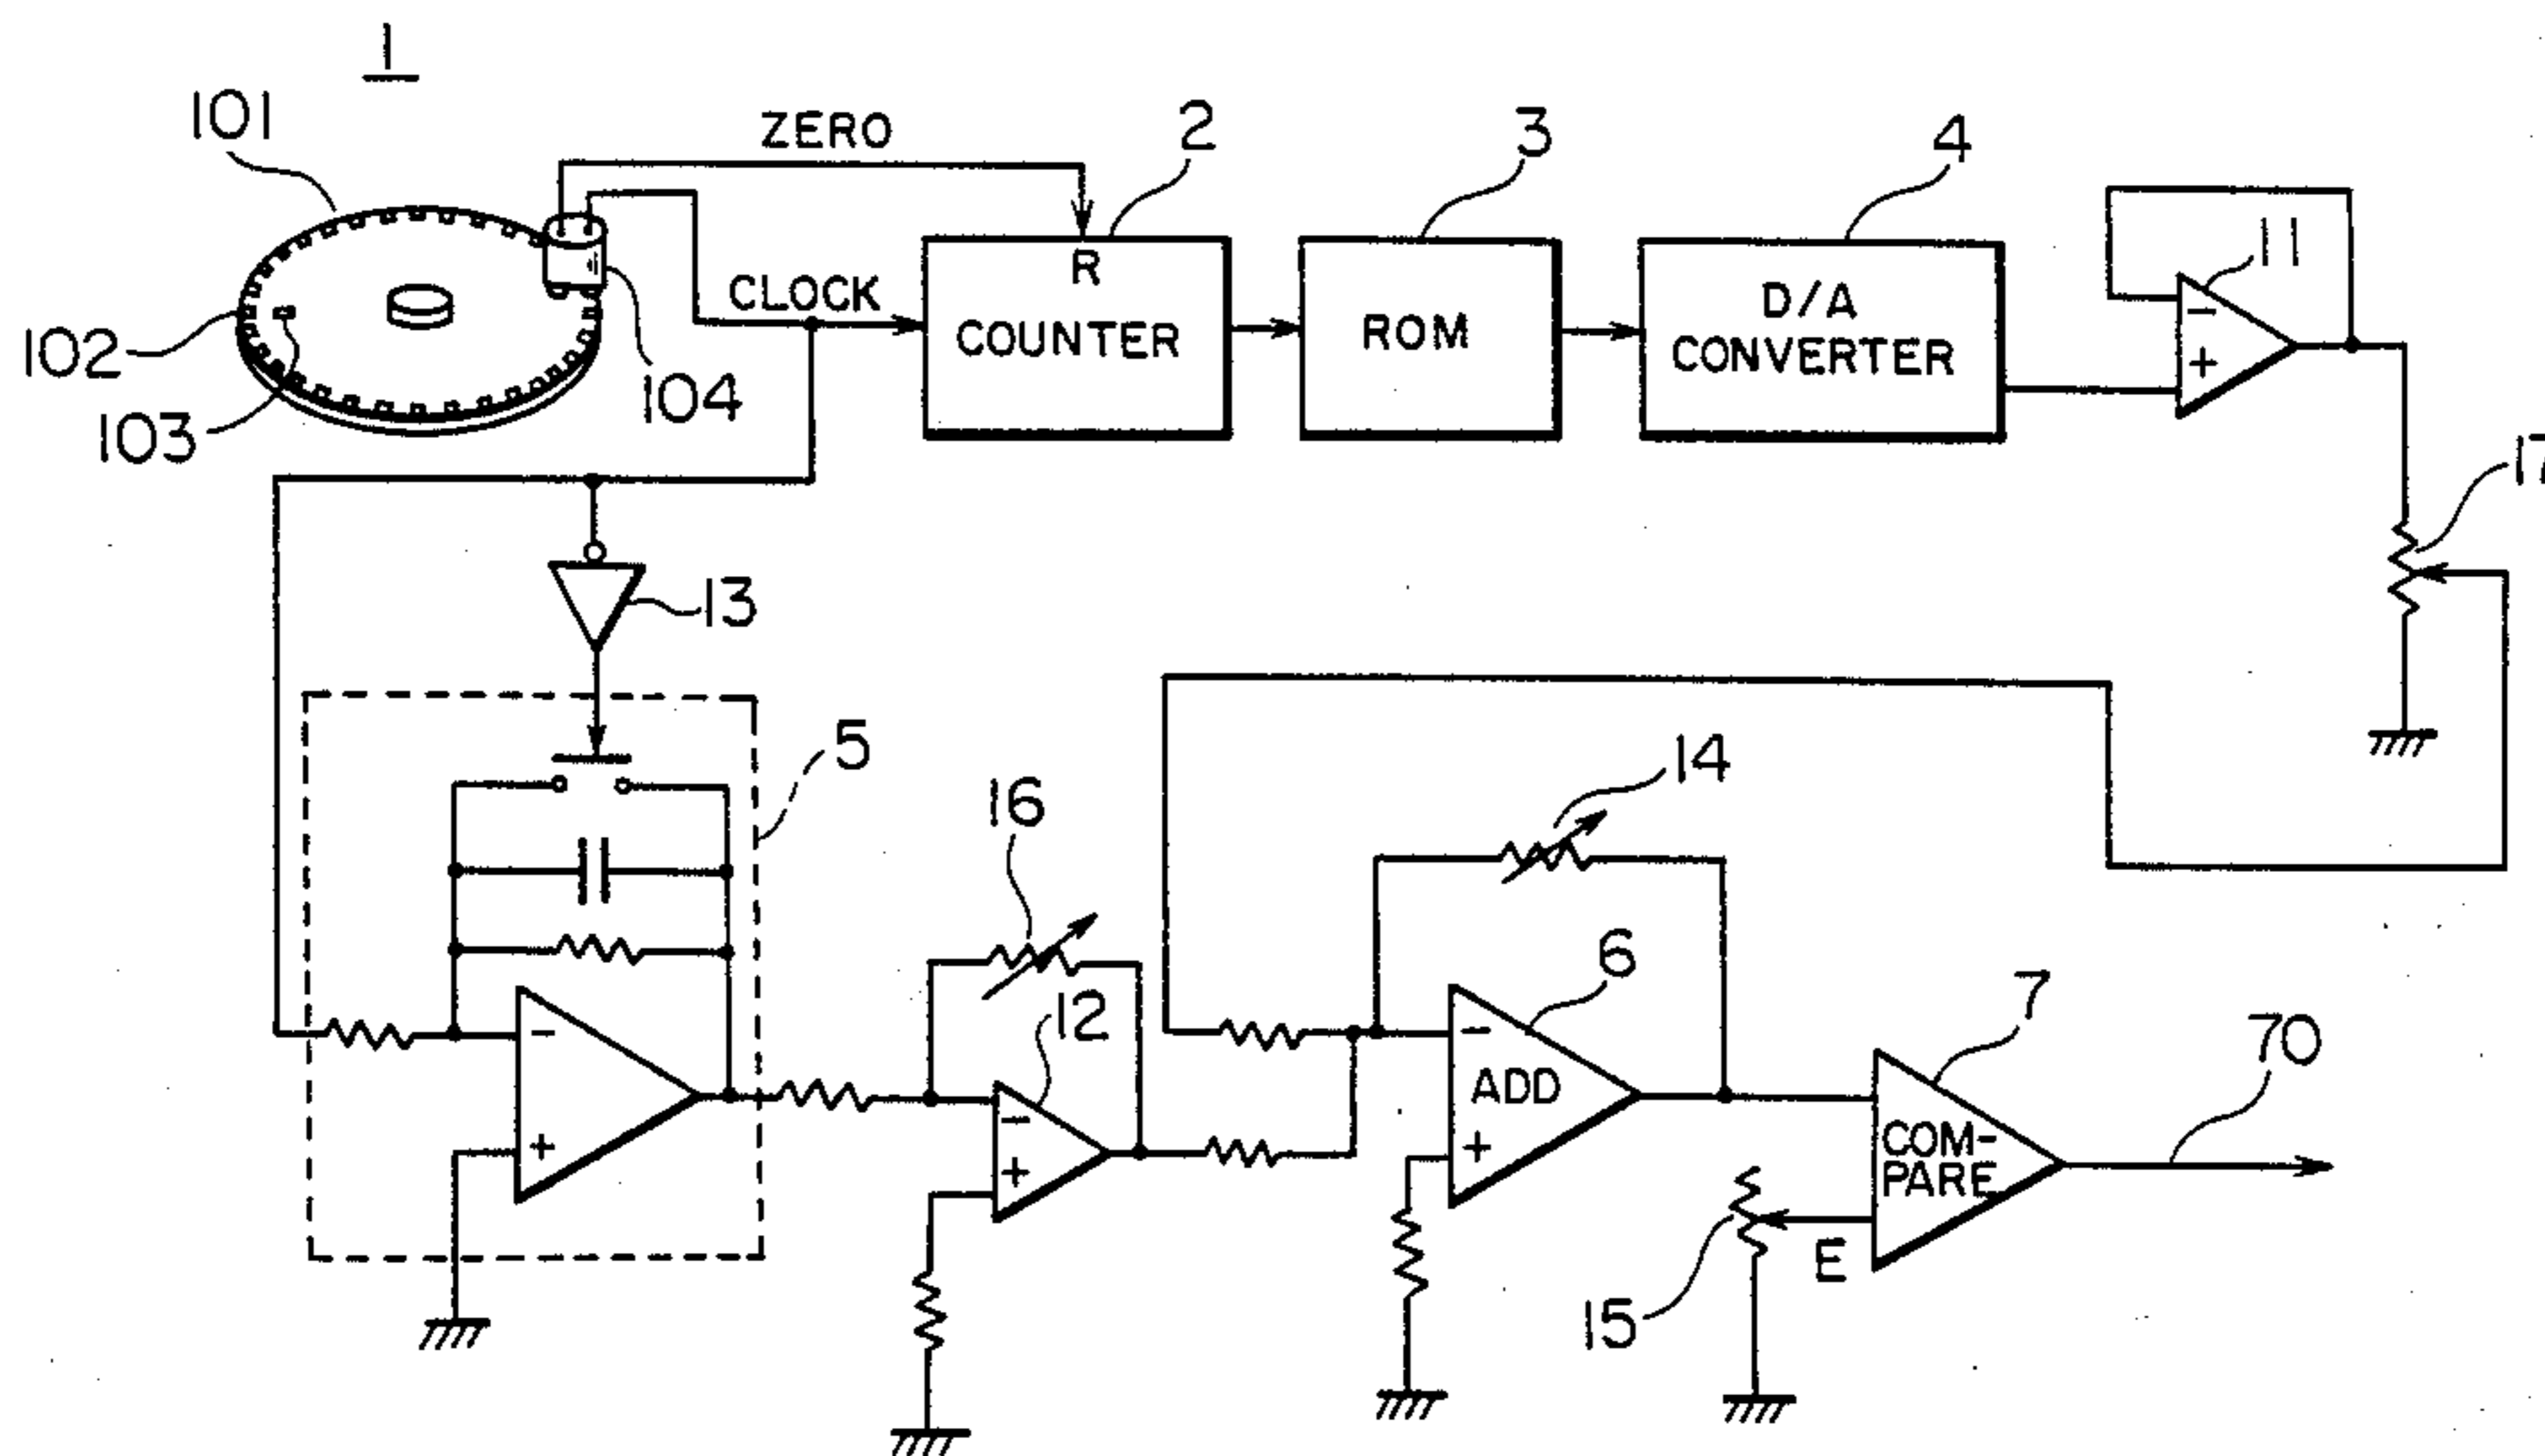 1
101
ZERO
2
3
4
11
R
CLOCK
COUNTER
ROM
D/A
CONVERTER
−
+
102
103
104
17
13
5
14
16
6
7
12
70
−
+
−
+
−
ADD
+
COM-
PARE
E
15